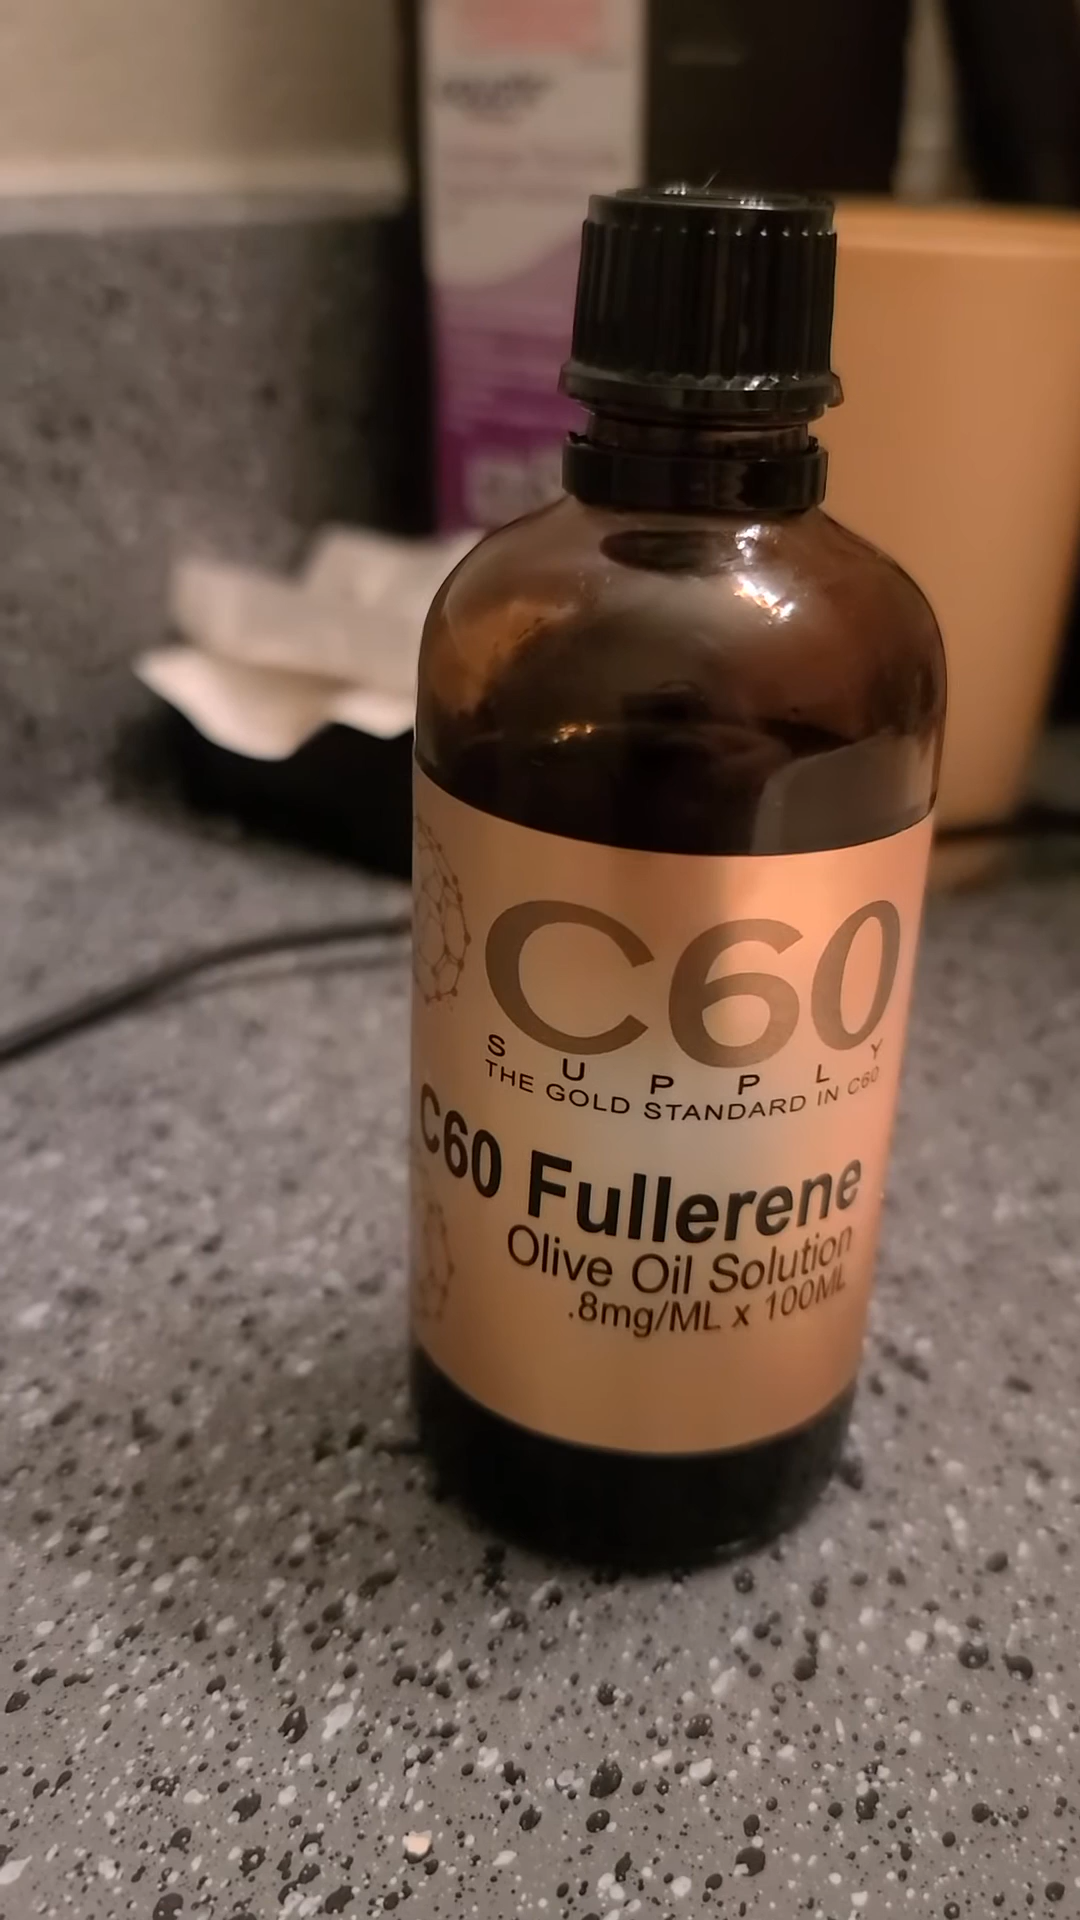 C60
SUPPLY
THE GOLD STANDARD IN C60
C60 Fullerene
Olive Oil Solution
.8mg/ML x 100ML